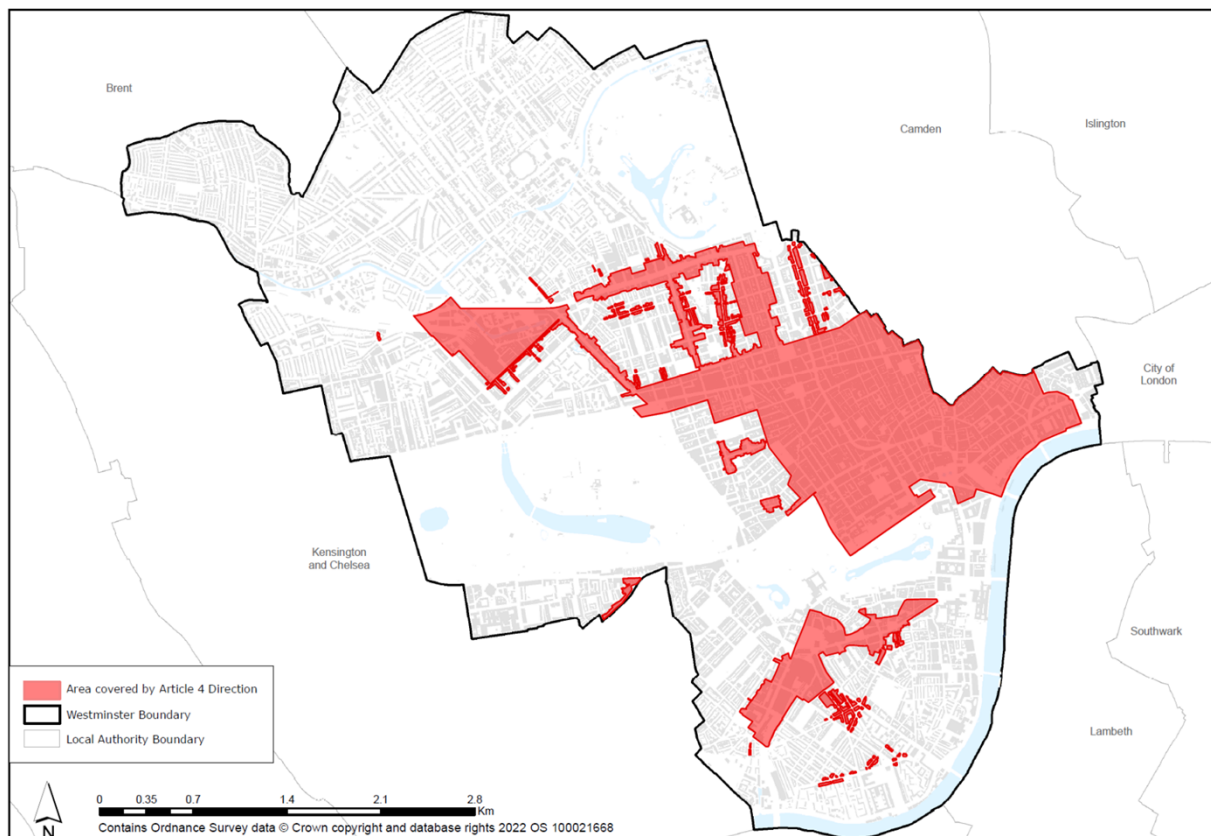 Brent
Camden
Islington
City of
London
Kensington
and Chelsea
Southwark
Lambeth
Area covered by Article 4 Direction
Westminster Boundary
Local Authority Boundary
N
0 0.35 0.7 1.4 2.1 2.8
Km
Contains Ordnance Survey data © Crown copyright and database rights 2022 OS 100021668